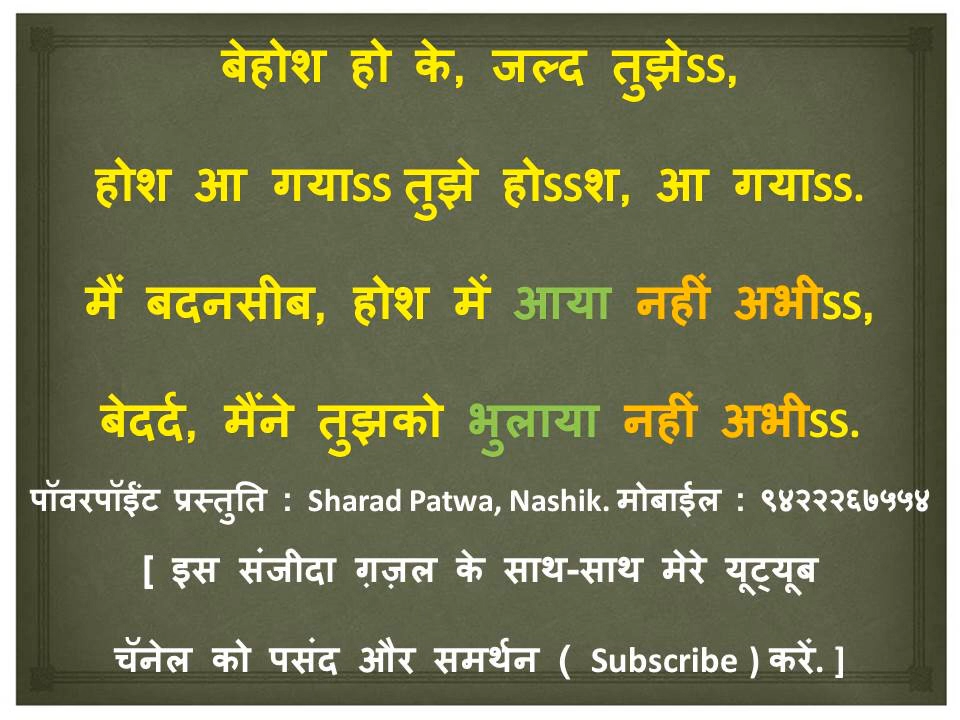 बेहोश हो के, जल्द तुझेSS,
होश आ गयाSS तुझे होSSश, आ गयाSS.
मैं बदनसीब, होश में आया नहीं अभीSS,
बेदर्द, मैंने तुझको भुलाया नहीं अभीSS.
पॉवरपॉईंट प्रस्तुति : Sharad Patwa, Nashik. मोबाईल : ९४२२२६७५५४
[ इस संजीदा ग़ज़ल के साथ-साथ मेरे यूट्यूब
चॅनेल को पसंद और समर्थन ( Subscribe ) करें. ]